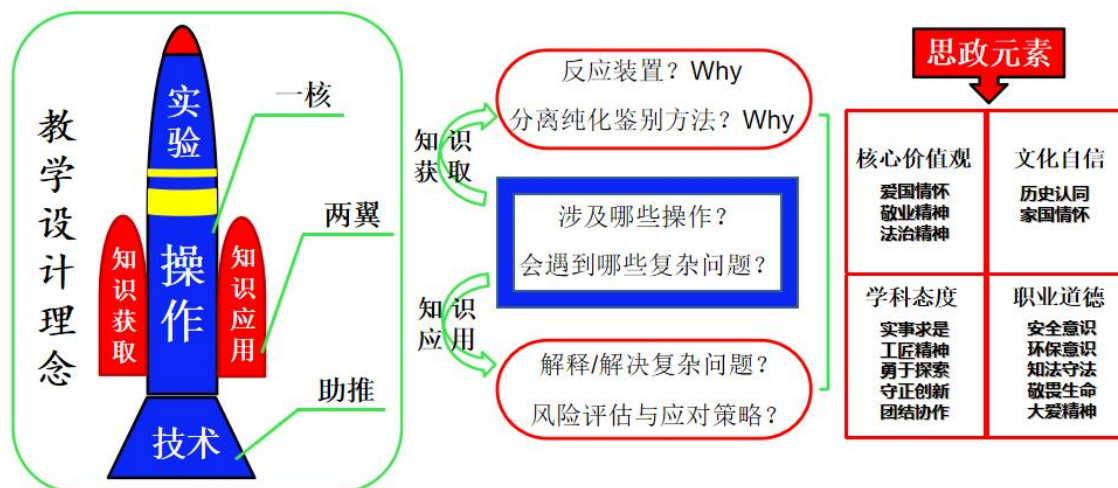 教学设计理念
实验
操作
知识获取
知识应用
技术
一核
两翼
助推
知识
获取
知识
应用
反应装置？Why
分离纯化鉴别方法？Why
涉及哪些操作？
会遇到哪些复杂问题？
解释/解决复杂问题？
风险评估与应对策略？
思政元素
核心价值观
爱国情怀
敬业精神
法治精神
文化自信
历史认同
家国情怀
学科态度
实事求是
工匠精神
勇于探索
守正创新
团结协作
职业道德
安全意识
环保意识
知法守法
敬畏生命
大爱精神